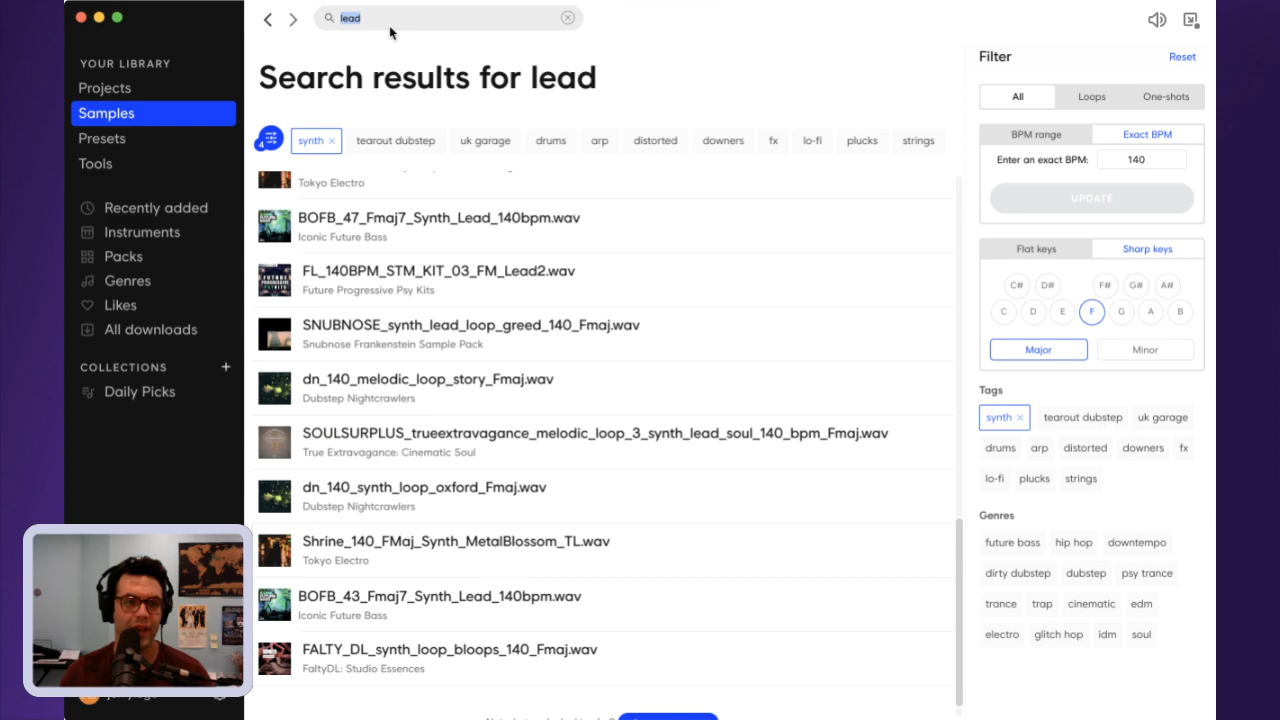 lead
YOUR LIBRARY
Projects
Samples
Presets
Tools
Recently added
Instruments
Packs
Genres
Likes
All downloads
COLLECTIONS +
Daily Picks
Search results for lead
4
synth ×
tearout dubstep
uk garage
drums
arp
distorted
downers
fx
lo-fi
plucks
strings
Tokyo Electro
BOFB_47_Fmaj7_Synth_Lead_140bpm.wav
Iconic Future Bass
FL_140BPM_STM_KIT_03_FM_Lead2.wav
Future Progressive Psy Kits
SNUBNOSE_synth_lead_loop_greed_140_Fmaj.wav
Snubnose Frankenstein Sample Pack
dn_140_melodic_loop_story_Fmaj.wav
Dubstep Nightcrawlers
SOULSURPLUS_trueextravagance_melodic_loop_3_synth_lead_soul_140_bpm_Fmaj.wav
True Extravagance: Cinematic Soul
dn_140_synth_loop_oxford_Fmaj.wav
Dubstep Nightcrawlers
Shrine_140_FMaj_Synth_MetalBlossom_TL.wav
Tokyo Electro
BOFB_43_Fmaj7_Synth_Lead_140bpm.wav
Iconic Future Bass
FALTY_DL_synth_loop_bloops_140_Fmaj.wav
FaltyDL: Studio Essences
Filter Reset
All Loops One-shots
BPM range Exact BPM
Enter an exact BPM: 140
UPDATE
Flat keys Sharp keys
C# D# F# G# A#
C D E F G A B
Major Minor
Tags
synth × tearout dubstep uk garage
drums arp distorted downers fx
lo-fi plucks strings
Genres
future bass hip hop downtempo
dirty dubstep dubstep psy trance
trance trap cinematic edm
electro glitch hop idm soul